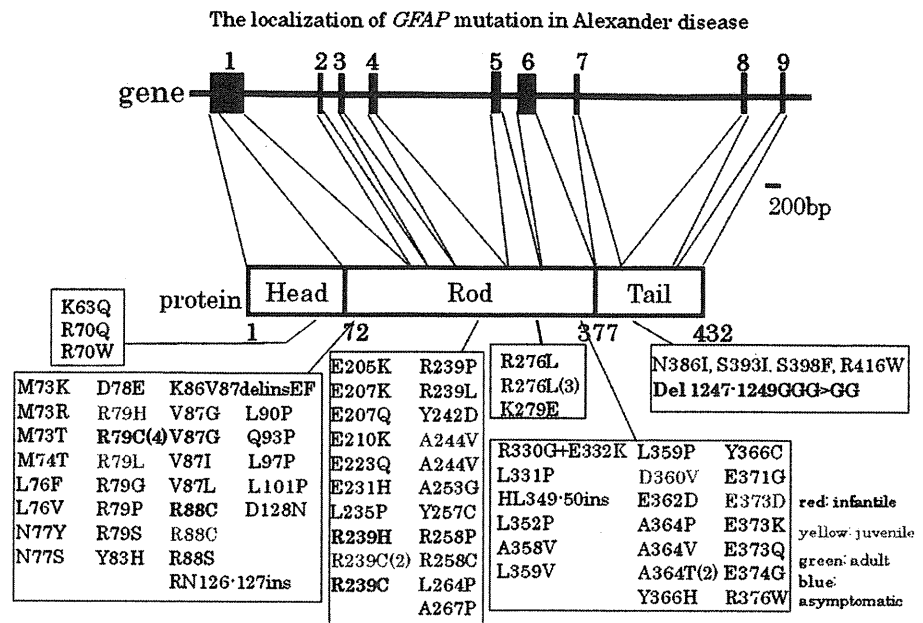 The localization of GFAP mutation in Alexander disease
1 2 3 4 5 6 7 8 9
gene
200bp
protein Head Rod Tail
1 72 377 432
K63Q
R70Q
R70W
M73K D78E K86V87delinsEF
M73R R79H V87G L90P
M73T R79C(4) V87G Q93P
M74T R79L V87I L97P
L76F R79G V87L L101P
L76V R79P R88C D128N
N77Y R79S R88C
N77S Y83H R88S
RN126-127ins
E205K R239P
E207K R239L
E207Q Y242D
E210K A244V
E223Q A244V
E231H A253G
L235P Y257C
R239H R258P
R239C(2) R258C
R239C L264P
A267P
R276L
R276L(3)
K279E
N386I, S393I, S398F, R416W
Del 1247-1249GGG>GG
R330G+E332K L359P Y366C
L331P D360V E371G
HL349-50ins E362D E373D
L352P A364P E373K
A358V A364V E373Q
L359V A364T(2) E374G
Y366H R376W
red: infantile
yellow: juvenile
green: adult
blue:
asymptomatic